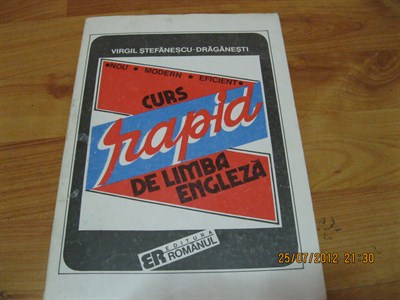 VIRGIL ŞTEFĂNESCU-DRĂGĂNEŞTI
★NOU ★ MODERN ★ EFICIENT★
CURS
rapid
DE LIMBA
ENGLEZĂ
ER EDITURA
ROMANUL
25/07/2012 21:30